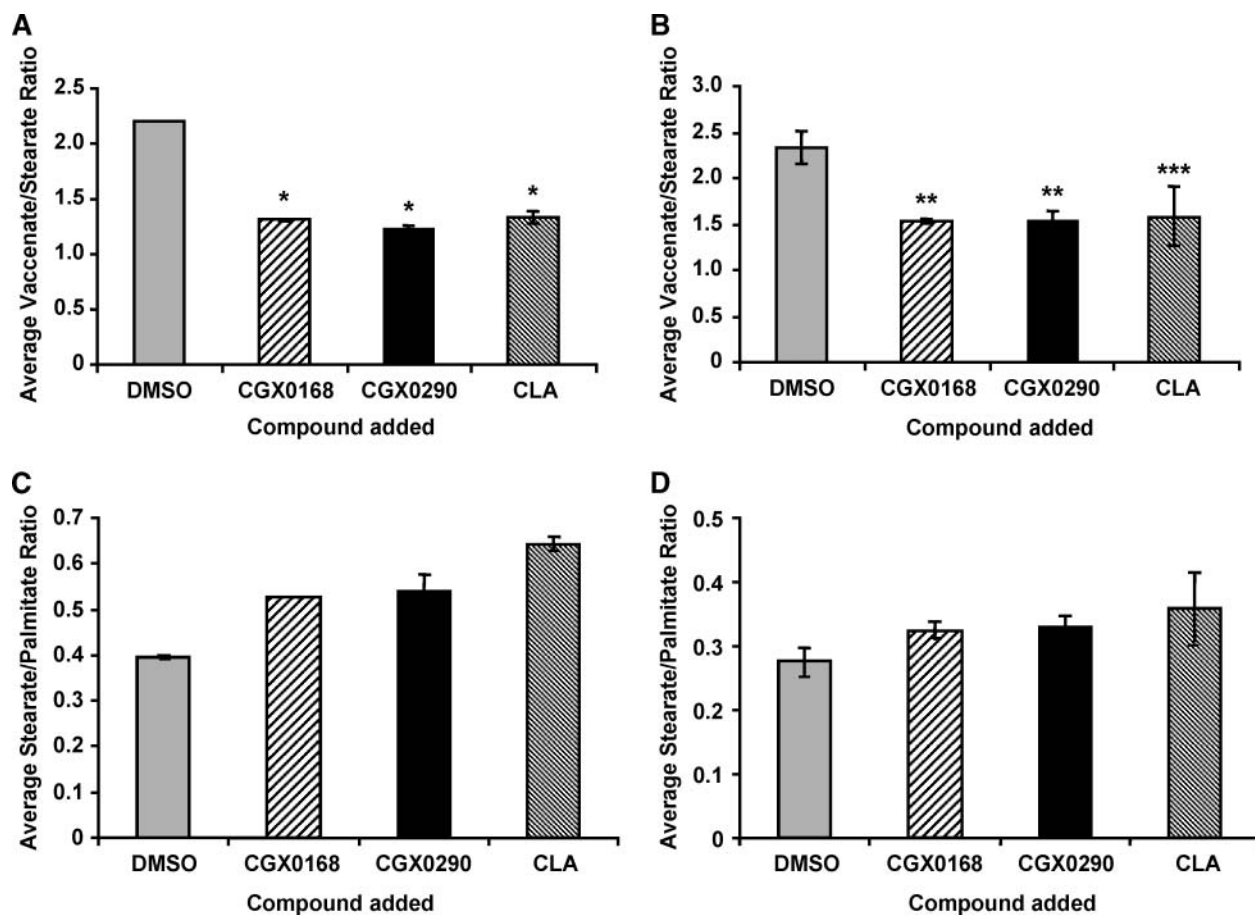 A
Average Vaccenate/Stearate Ratio
2.5
2.0
1.5
1.0
0.5
0
*
*
*
DMSO CGX0168 CGX0290 CLA
Compound added
B
Average Vaccenate/Stearate Ratio
3.0
2.5
2.0
1.5
1.0
0.5
0
**
**
***
DMSO CGX0168 CGX0290 CLA
Compound added
C
Average Stearate/Palmitate Ratio
0.7
0.6
0.5
0.4
0.3
0.2
0.1
0
DMSO CGX0168 CGX0290 CLA
Compound added
D
Average Stearate/Palmitate Ratio
0.5
0.4
0.3
0.2
0.1
0
DMSO CGX0168 CGX0290 CLA
Compound added